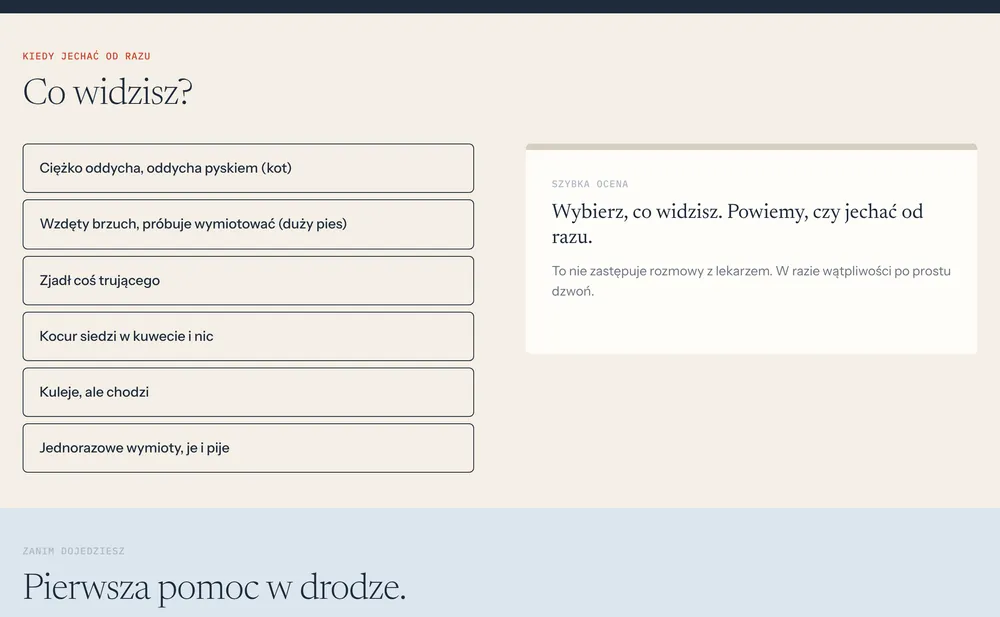 KIEDY JECHAĆ OD RAZU
Co widzisz?
Ciężko oddycha, oddycha pyskiem (kot)
Wzdęty brzuch, próbuje wymiotować (duży pies)
Zjadł coś trującego
Kocur siedzi w kuwecie i nic
Kuleje, ale chodzi
Jednorazowe wymioty, je i pije
SZYBKA OCENA
Wybierz, co widzisz. Powiemy, czy jechać od
razu.
To nie zastępuje rozmowy z lekarzem. W razie wątpliwości po prostu
dzwoń.
ZANIM DOJEDZIESZ
Pierwsza pomoc w drodze.